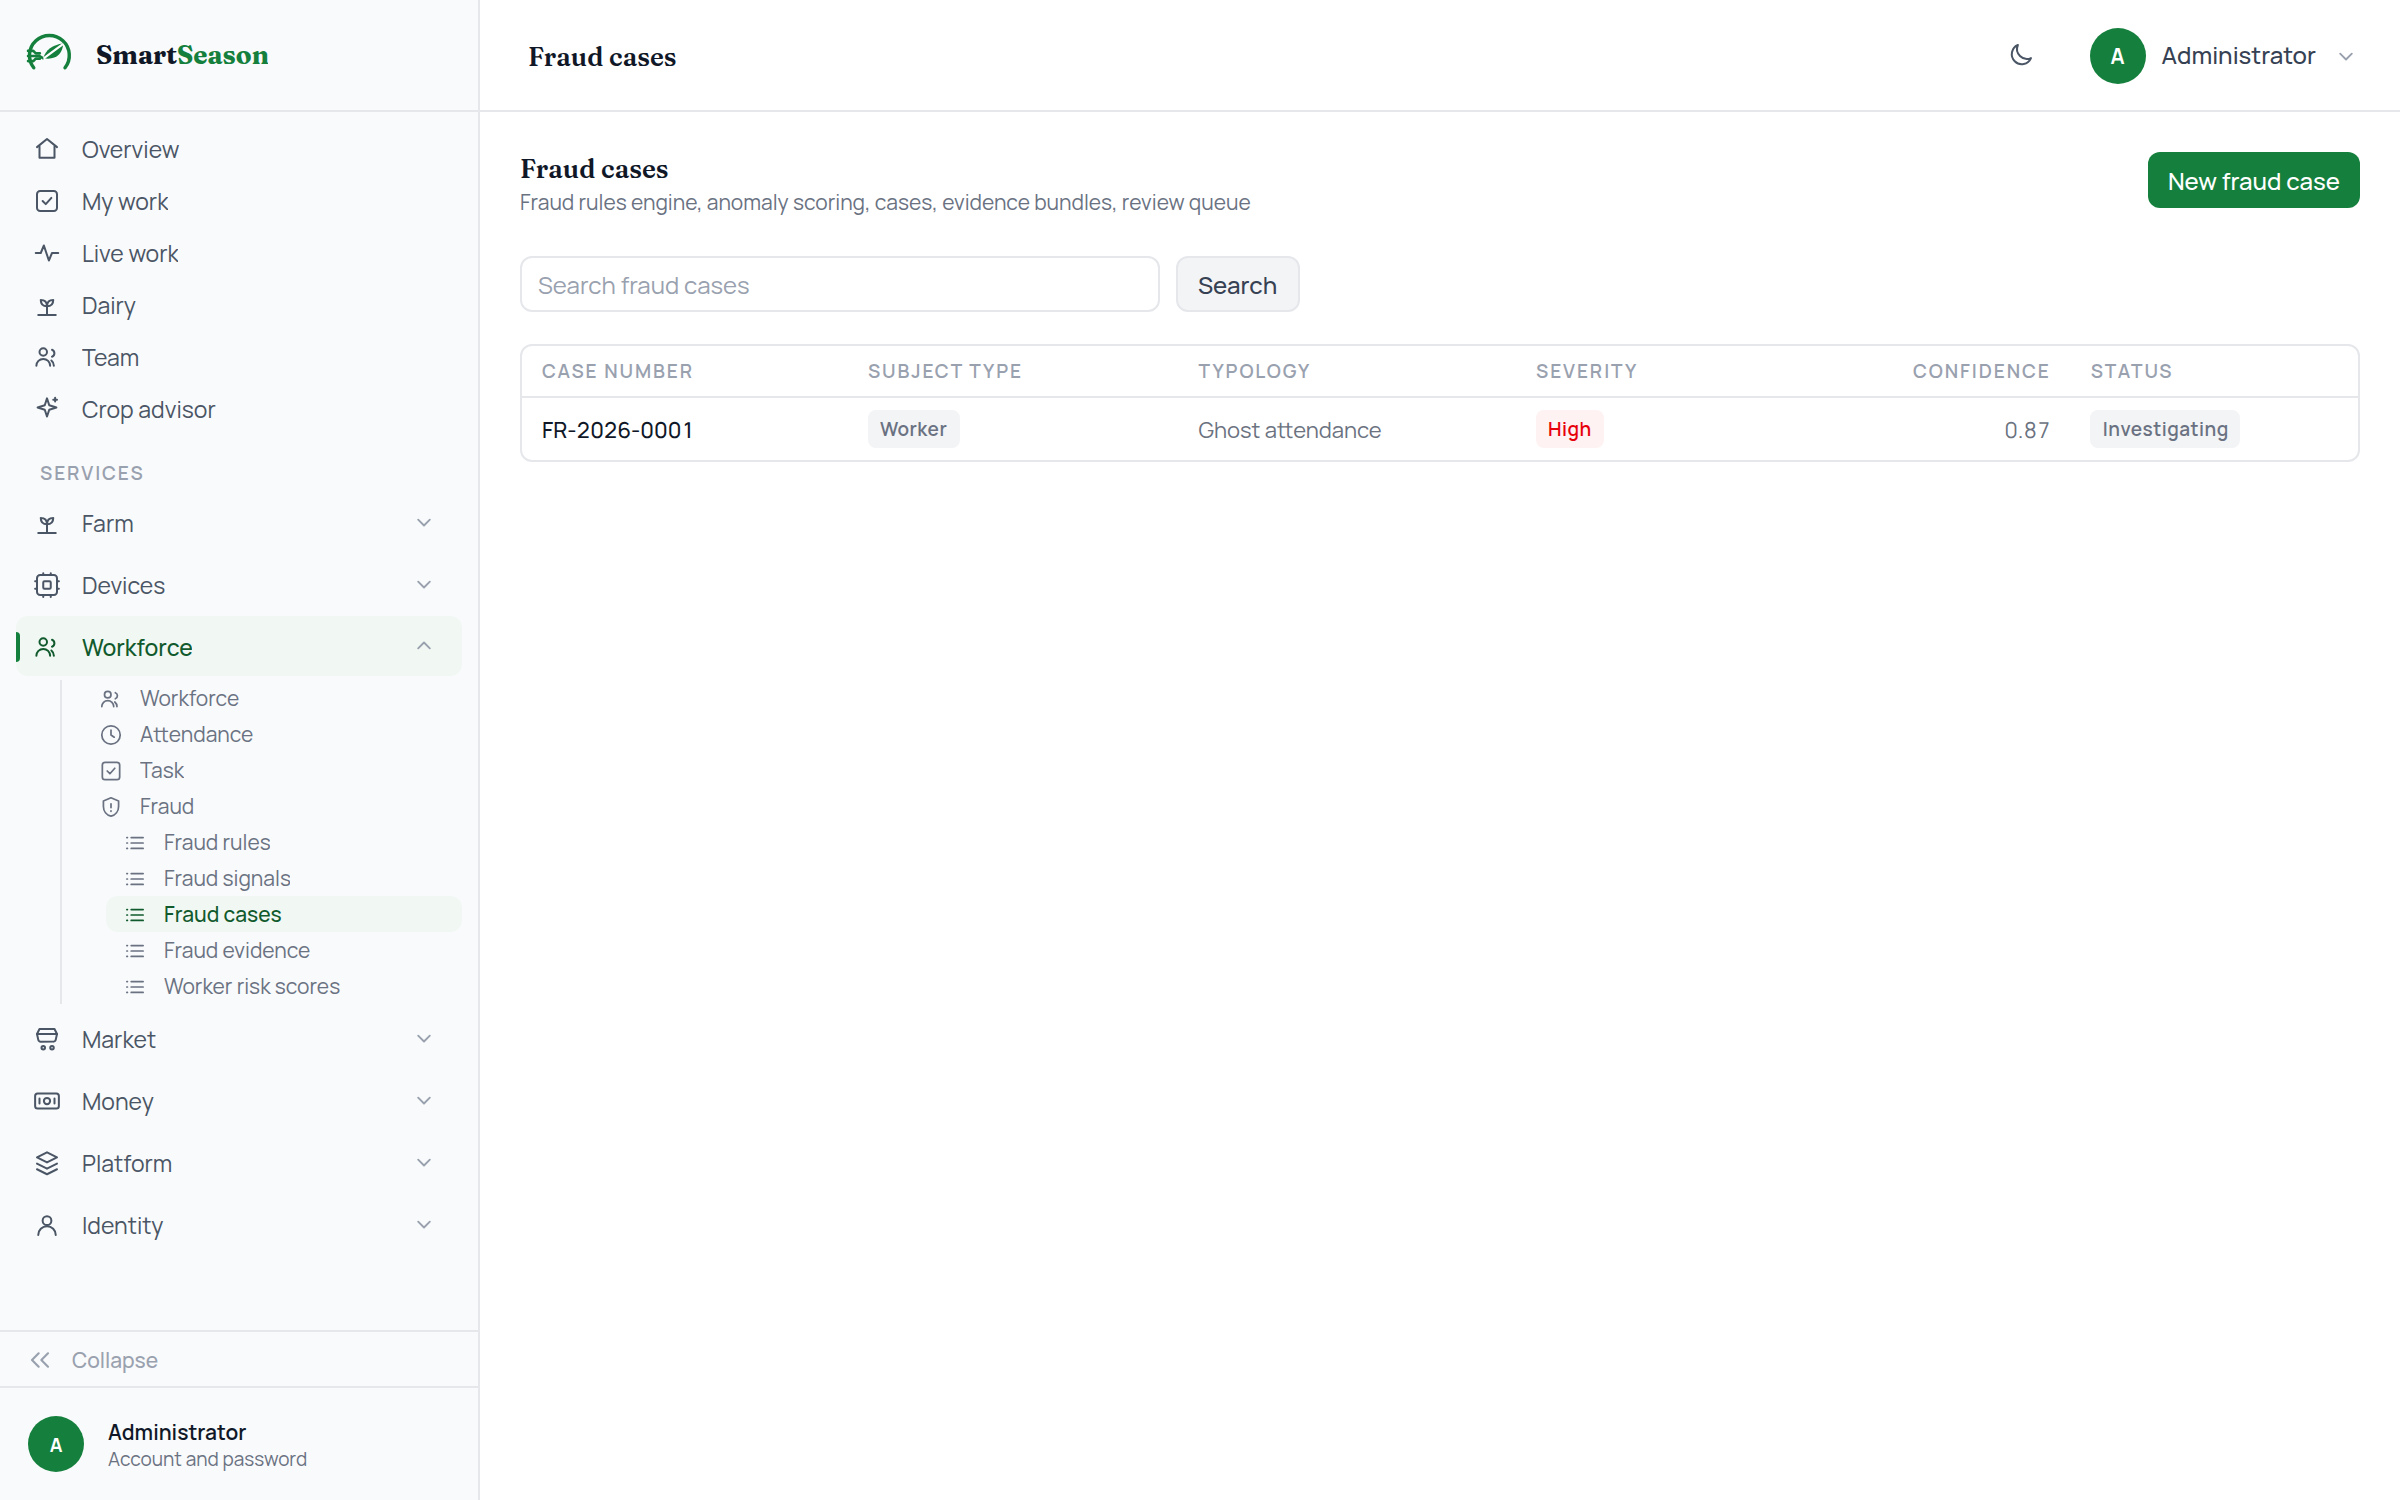 SmartSeason
Fraud cases
A
Administrator
Overview
My work
Live work
Dairy
Team
Crop advisor
SERVICES
Farm
Devices
Workforce
Workforce
Attendance
Task
Fraud
Fraud rules
Fraud signals
Fraud cases
Fraud evidence
Worker risk scores
Market
Money
Platform
Identity
Collapse
A
Administrator
Account and password
Fraud cases
Fraud rules engine, anomaly scoring, cases, evidence bundles, review queue
New fraud case
Search fraud cases
Search
CASE NUMBER SUBJECT TYPE TYPOLOGY SEVERITY CONFIDENCE STATUS
FR-2026-0001 Worker Ghost attendance High 0.87 Investigating